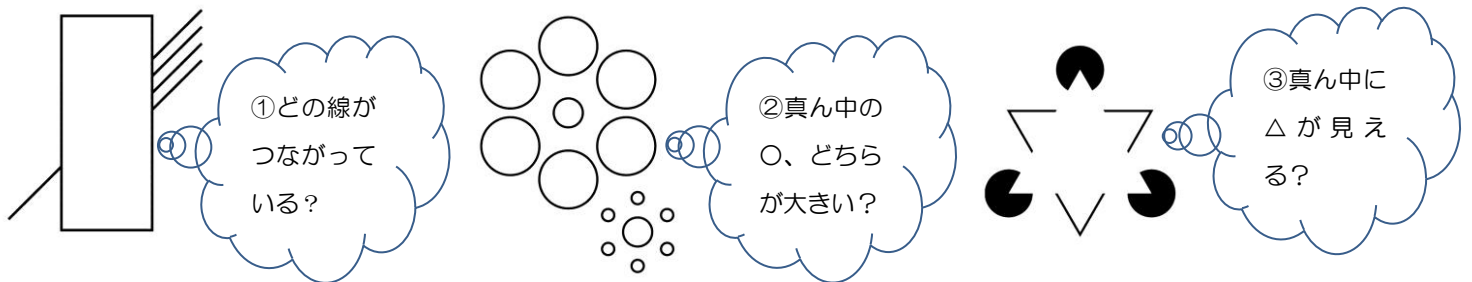 ①どの線が
つながって
いる？
②真ん中の
〇、どちら
が大きい？
③真ん中に
△が見え
る？